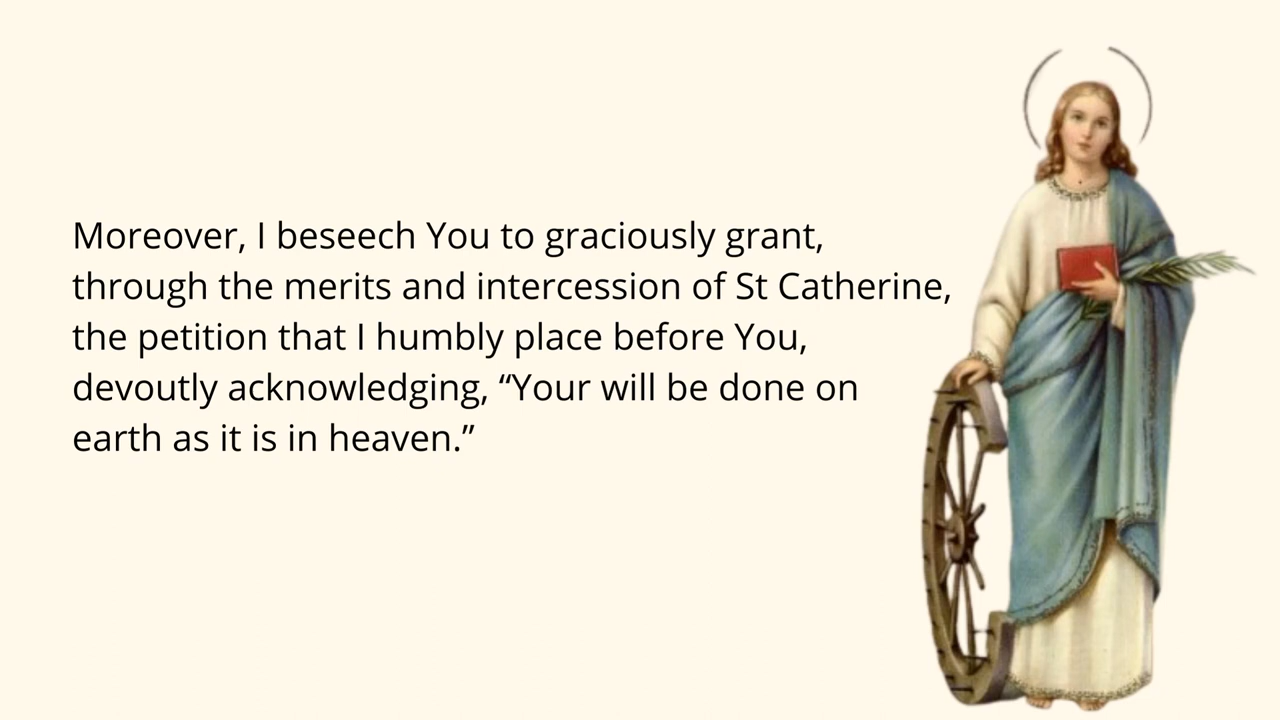 Moreover, I beseech You to graciously grant,
through the merits and intercession of St Catherine,
the petition that I humbly place before You,
devoutly acknowledging, “Your will be done on
earth as it is in heaven.”